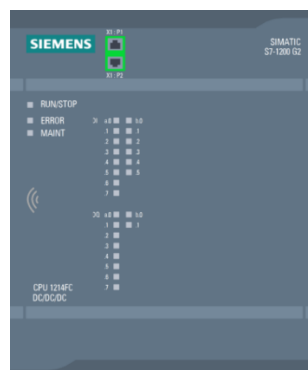 X1 : P1
SIEMENS
SIMATIC
S7-1200 G2
X1 : P2
RUN/STOP
ERROR
MAINT
DI a.0 b.0
.1 .1
.2 .2
.3 .3
.4 .4
.5 .5
.6
.7
DQ a.0 b.0
.1 .1
.2
.3
.4
.5
.6
.7
CPU 1214FC
DC/DC/DC